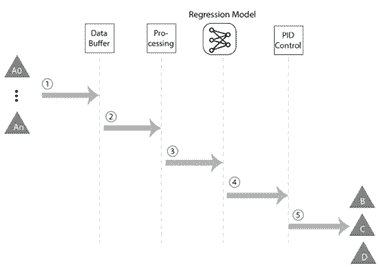 Regression Model
Data
Buffer
Pro-
cessing
PID
Control
A0
1
An
2
3
4
5
B
C
D